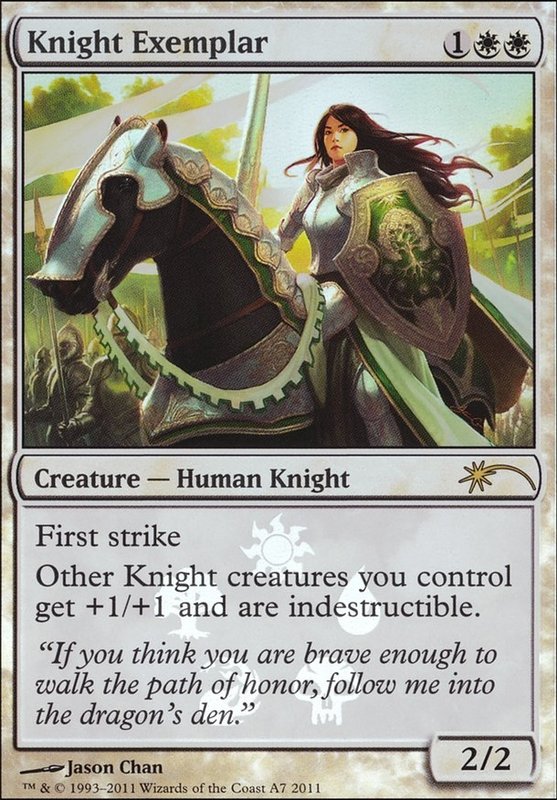 Knight Exemplar 1
Creature — Human Knight
First strike
Other Knight creatures you control
get +1/+1 and are indestructible.
“If you think you are brave enough to
walk the path of honor, follow me into
the dragon’s den.”
2/2
Jason Chan
™ & © 1993–2011 Wizards of the Coast A7 2011